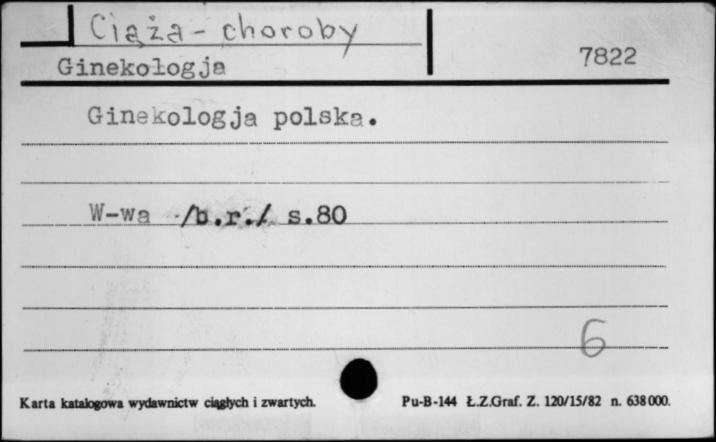 Ciąża - choroby
Ginekologja
7822
Ginekologja polska.
W-wa /b.r./ s.80
6
Karta katalogowa wydawnictw ciągłych i zwartych.
Pu-B-144 Ł.Z.Graf. Z. 120/15/82 n. 638000.